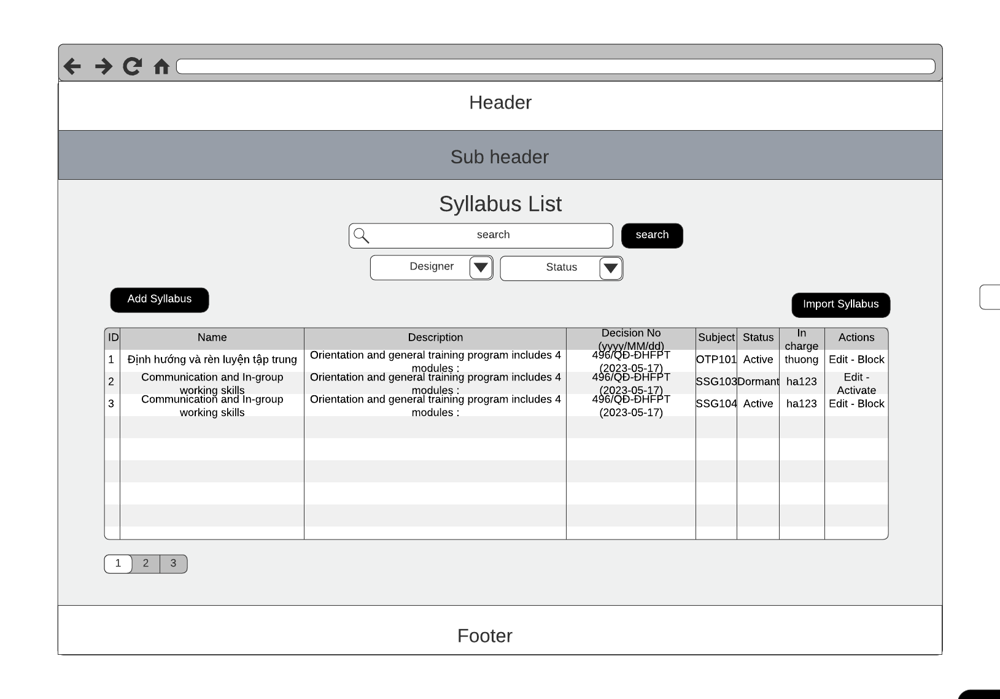 Header
Sub header
Syllabus List
search
search
Designer
Status
Add Syllabus
Import Syllabus
ID Name Description Decision No (yyyy/MM/dd) Subject Status In charge Actions
1 Định hướng và rèn luyện tập trung Orientation and general training program includes 4 modules : 496/QĐ-ĐHFPT (2023-05-17) OTP101 Active thuong Edit - Block
2 Communication and In-group working skills Orientation and general training program includes 4 modules : 496/QĐ-ĐHFPT (2023-05-17) SSG103 Dormant ha123 Edit - Activate
3 Communication and In-group working skills Orientation and general training program includes 4 modules : 496/QĐ-ĐHFPT (2023-05-17) SSG104 Active ha123 Edit - Block
1 2 3
Footer